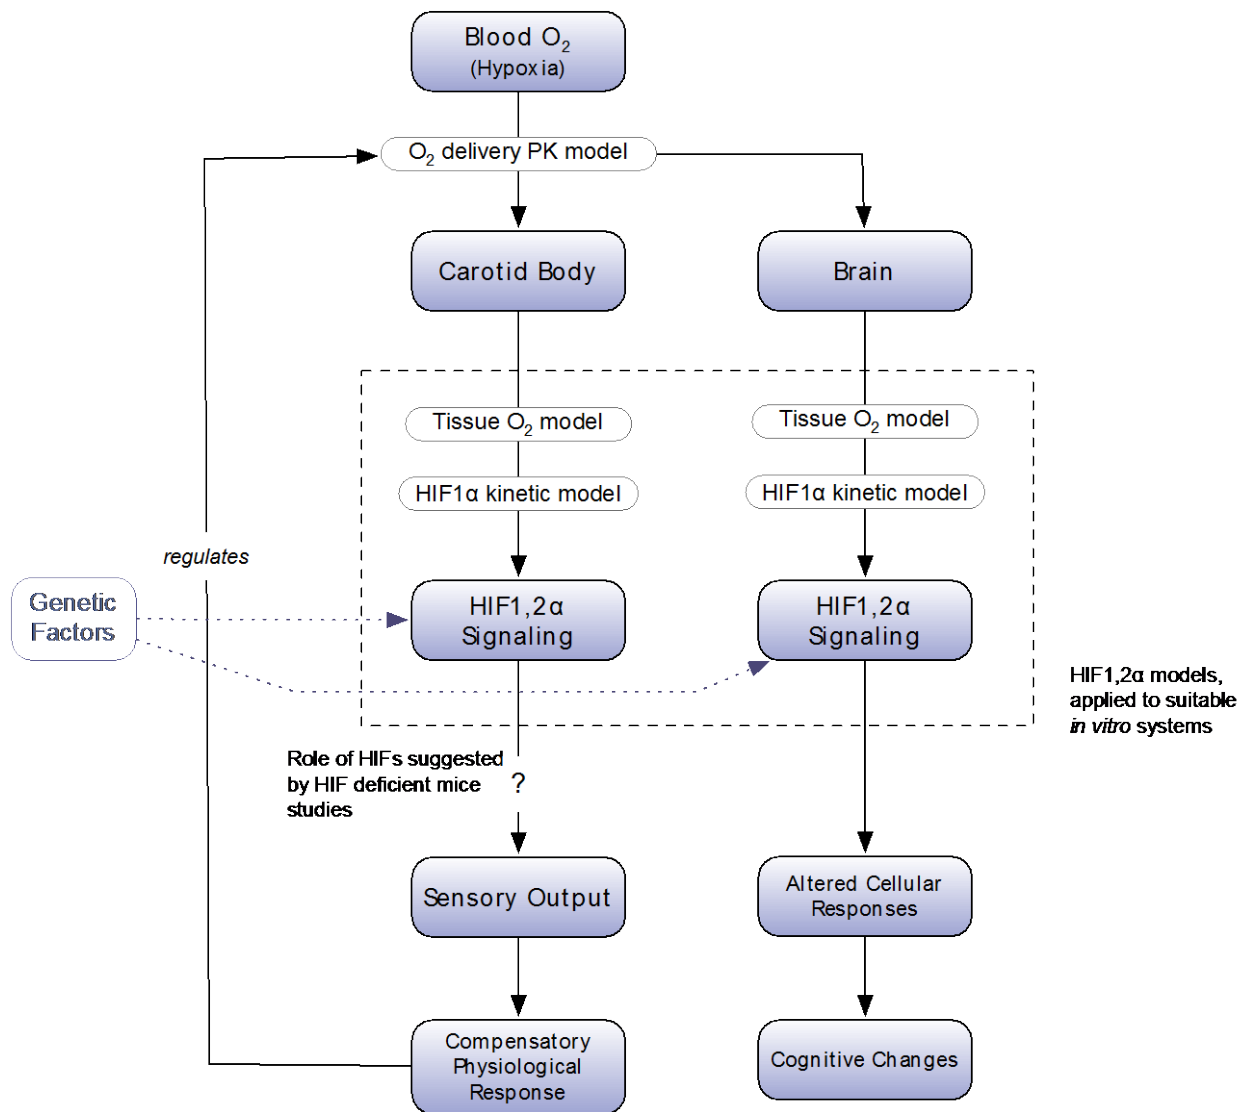 Blood O₂
(Hypoxia)
O₂ delivery PK model
Carotid Body
Brain
Tissue O₂ model
Tissue O₂ model
HIF1α kinetic model
HIF1α kinetic model
regulates
Genetic
Factors
HIF1,2α
Signaling
HIF1,2α
Signaling
HIF1,2α models,
applied to suitable
in vitro systems
Role of HIFs suggested
by HIF deficient mice
studies
?
Sensory Output
Altered Cellular
Responses
Compensatory
Physiological
Response
Cognitive Changes